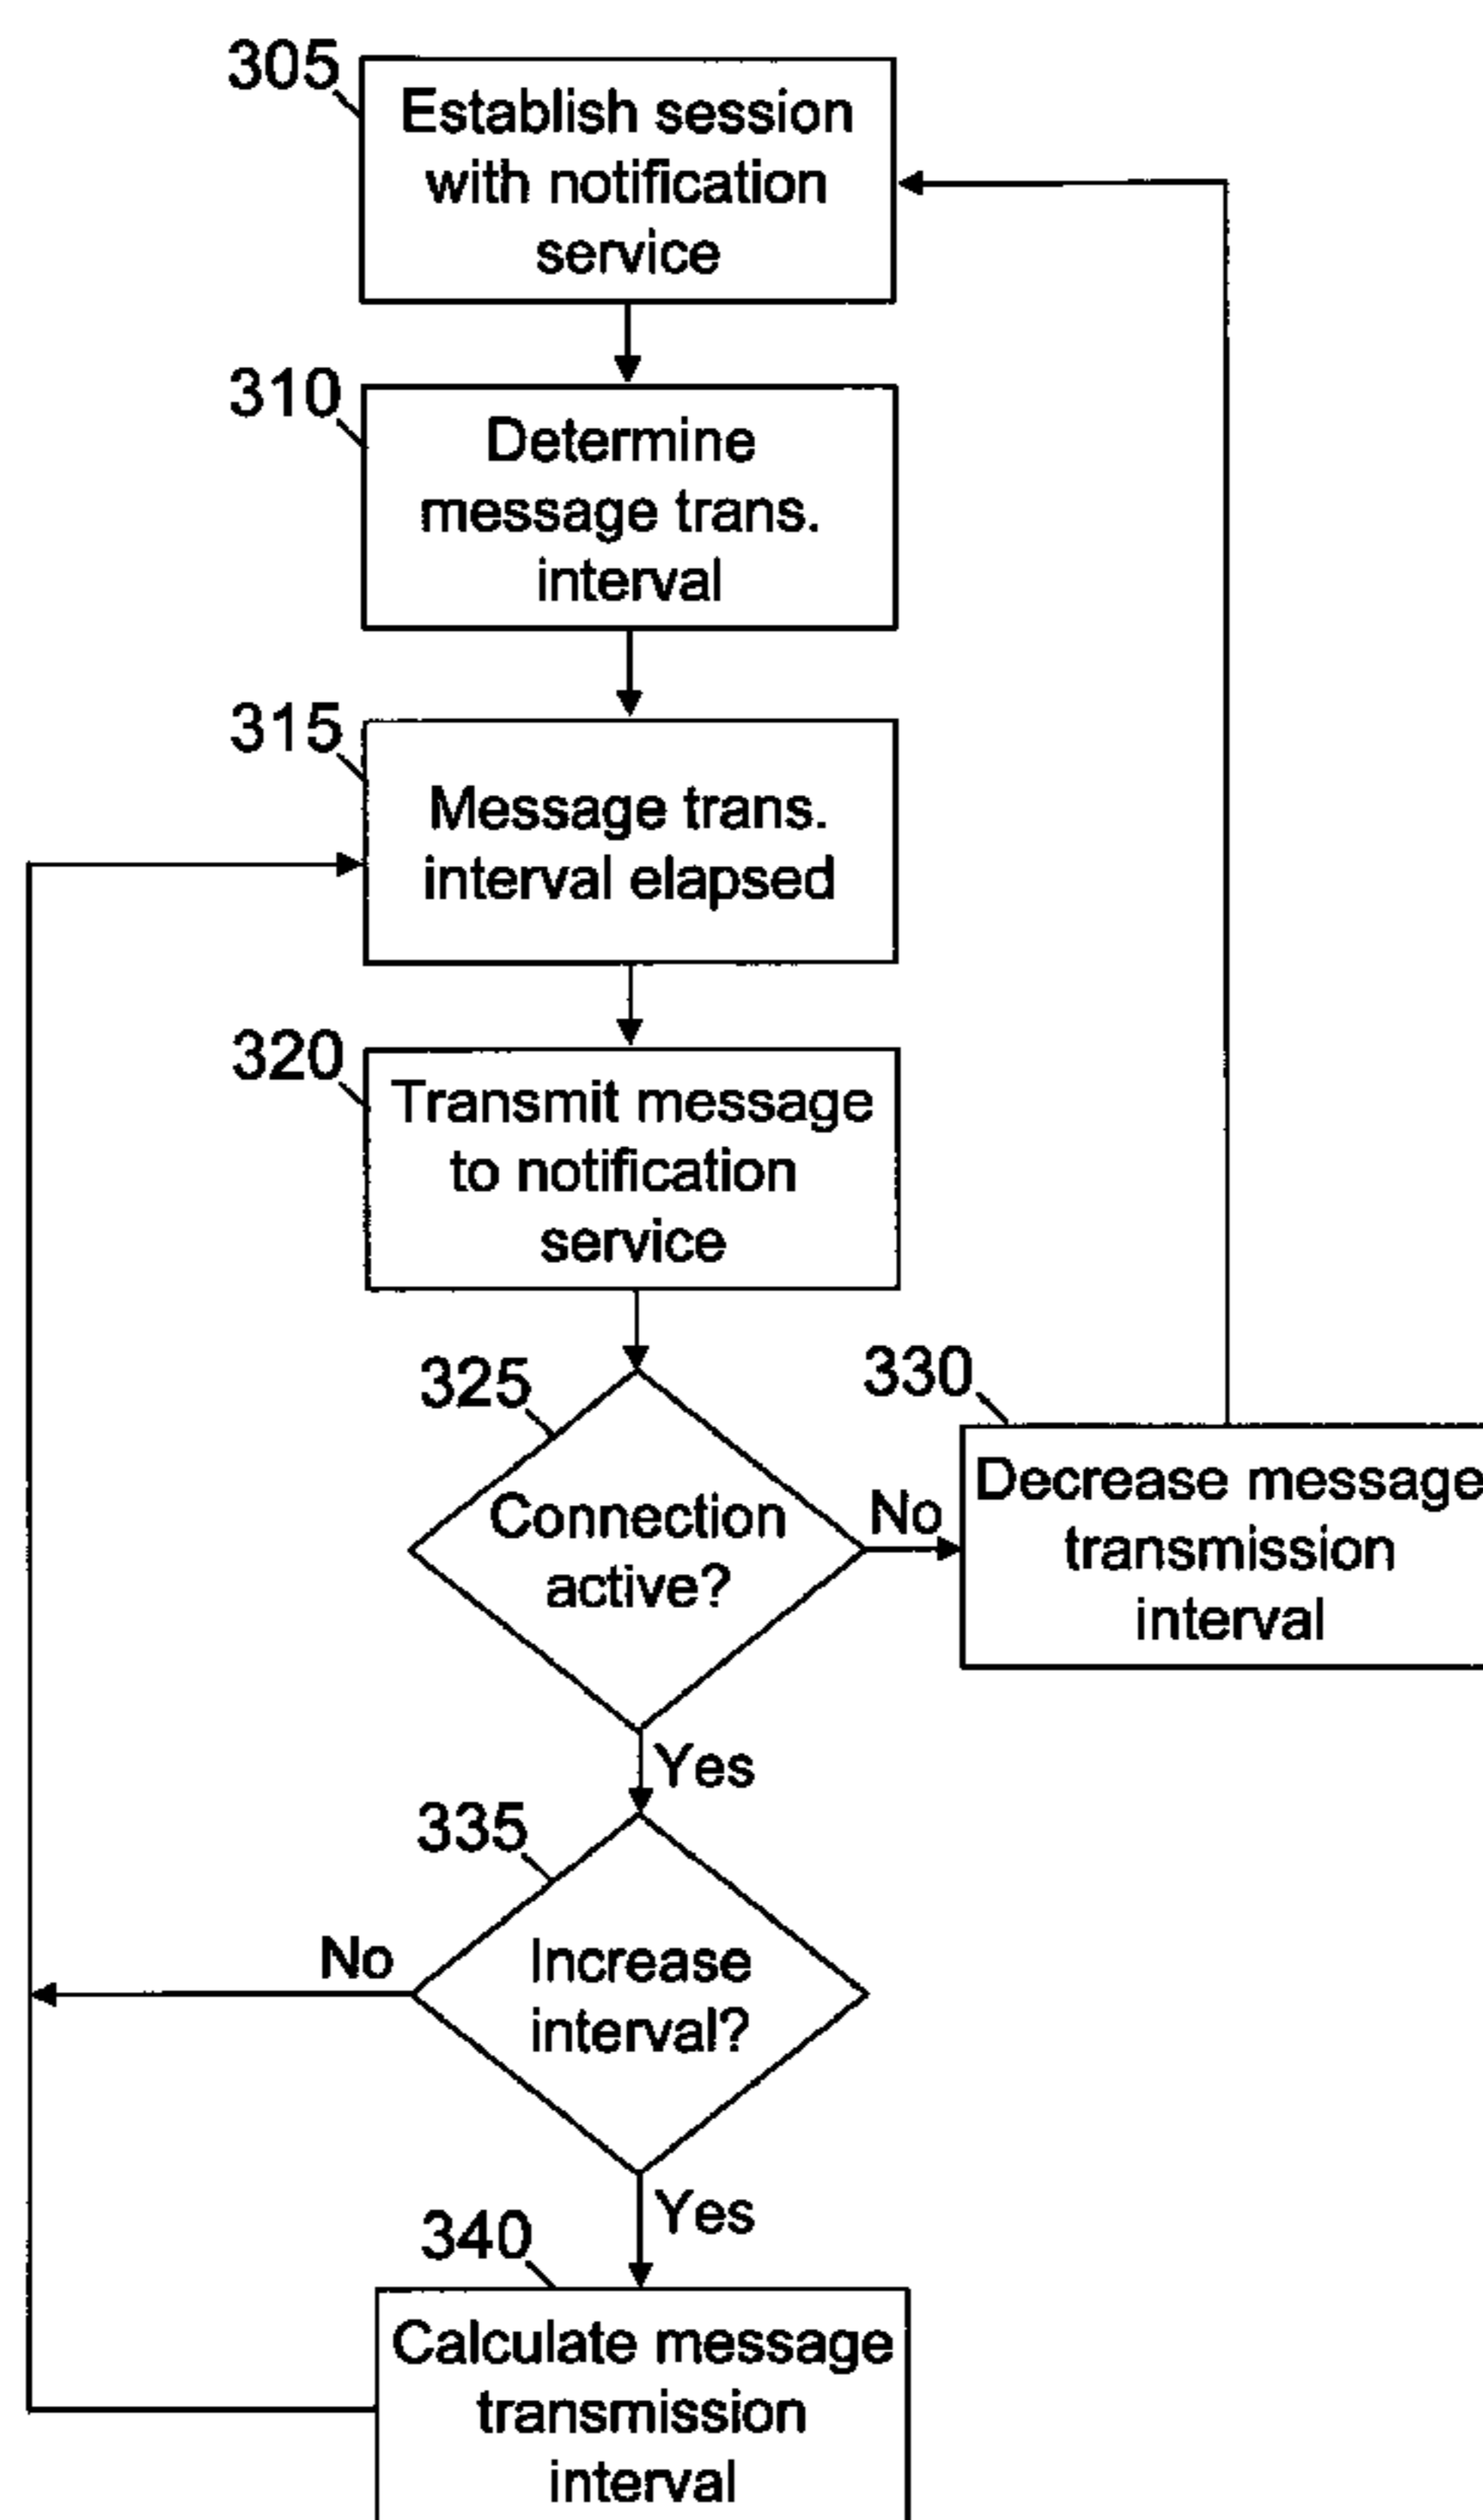 305
Establish session
with notification
service
310
Determine
message trans.
interval
315
Message trans.
interval elapsed
320
Transmit message
to notification
service
325
Connection
active?
No
330
Decrease message
transmission
interval
Yes
335
Increase
interval?
No
Yes
340
Calculate message
transmission
interval